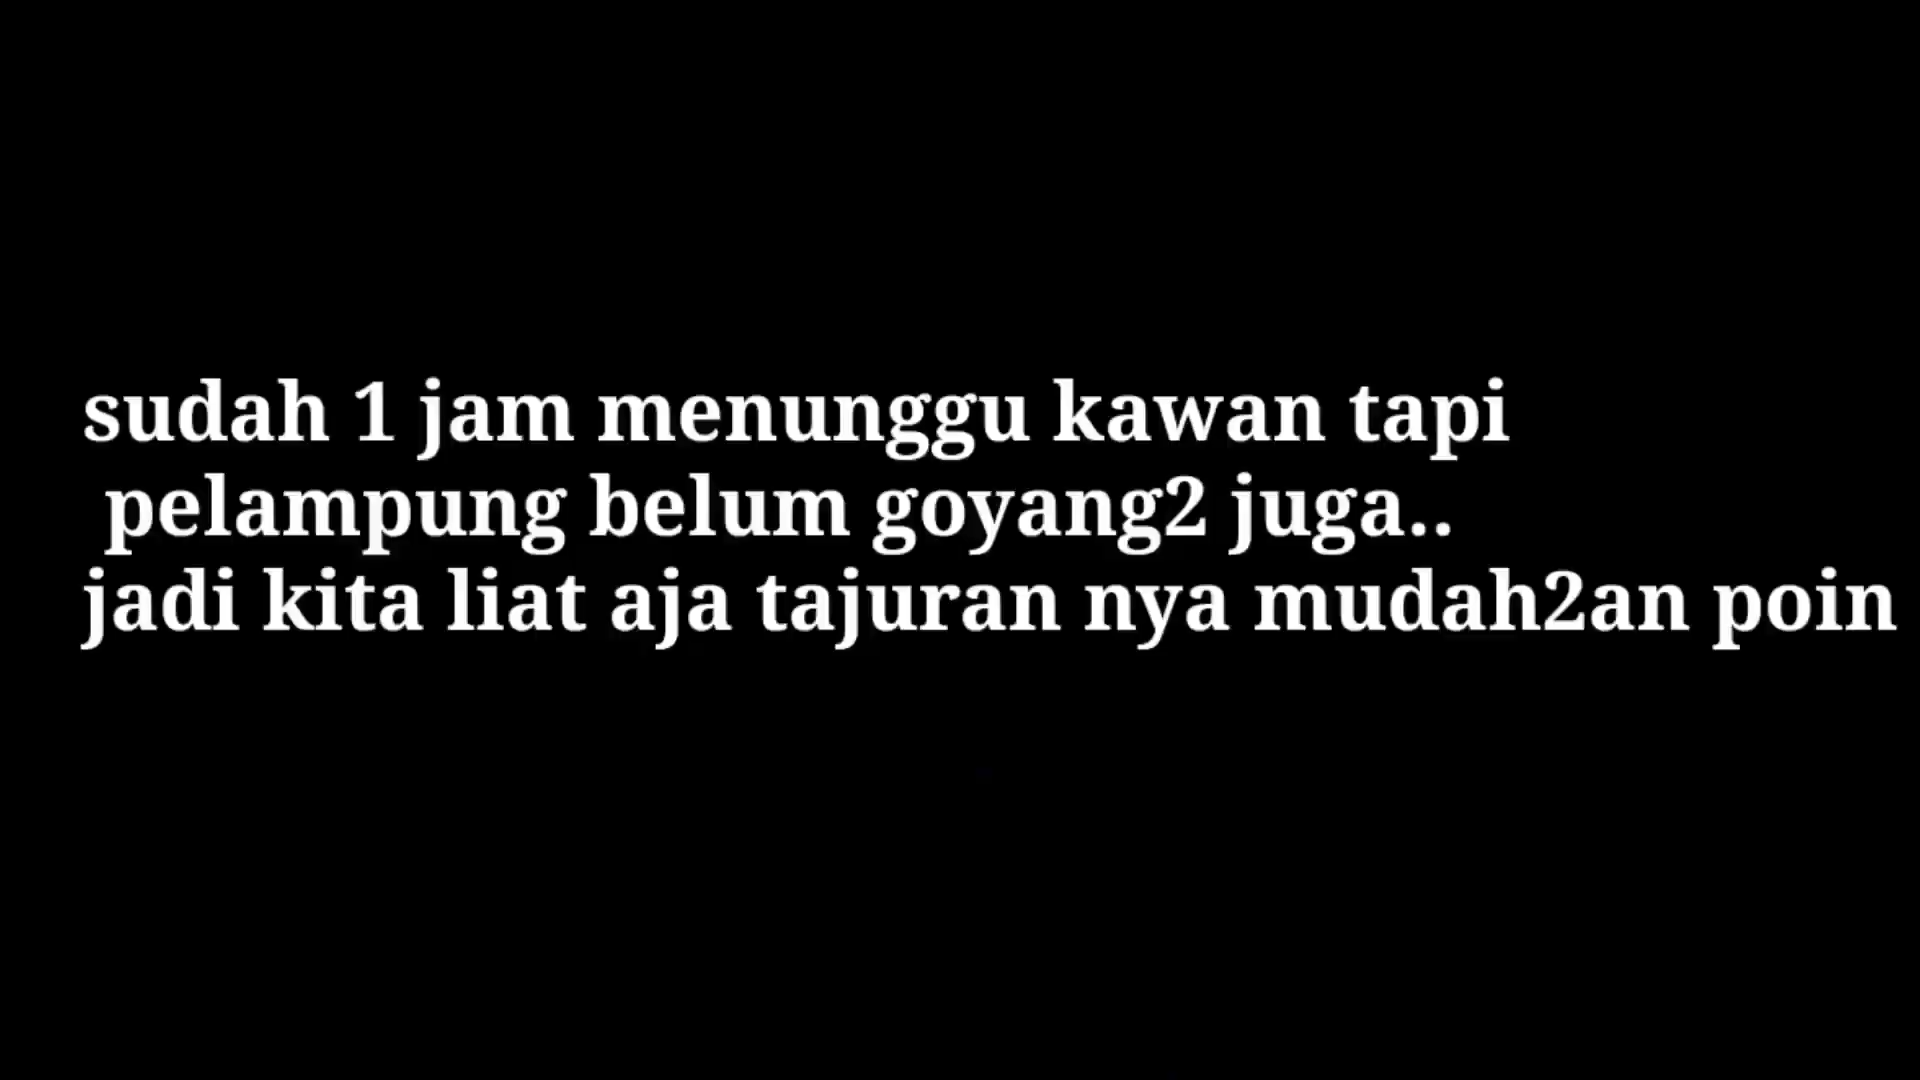 sudah 1 jam menunggu kawan tapi
pelampung belum goyang2 juga..
jadi kita liat aja tajuran nya mudah2an poin